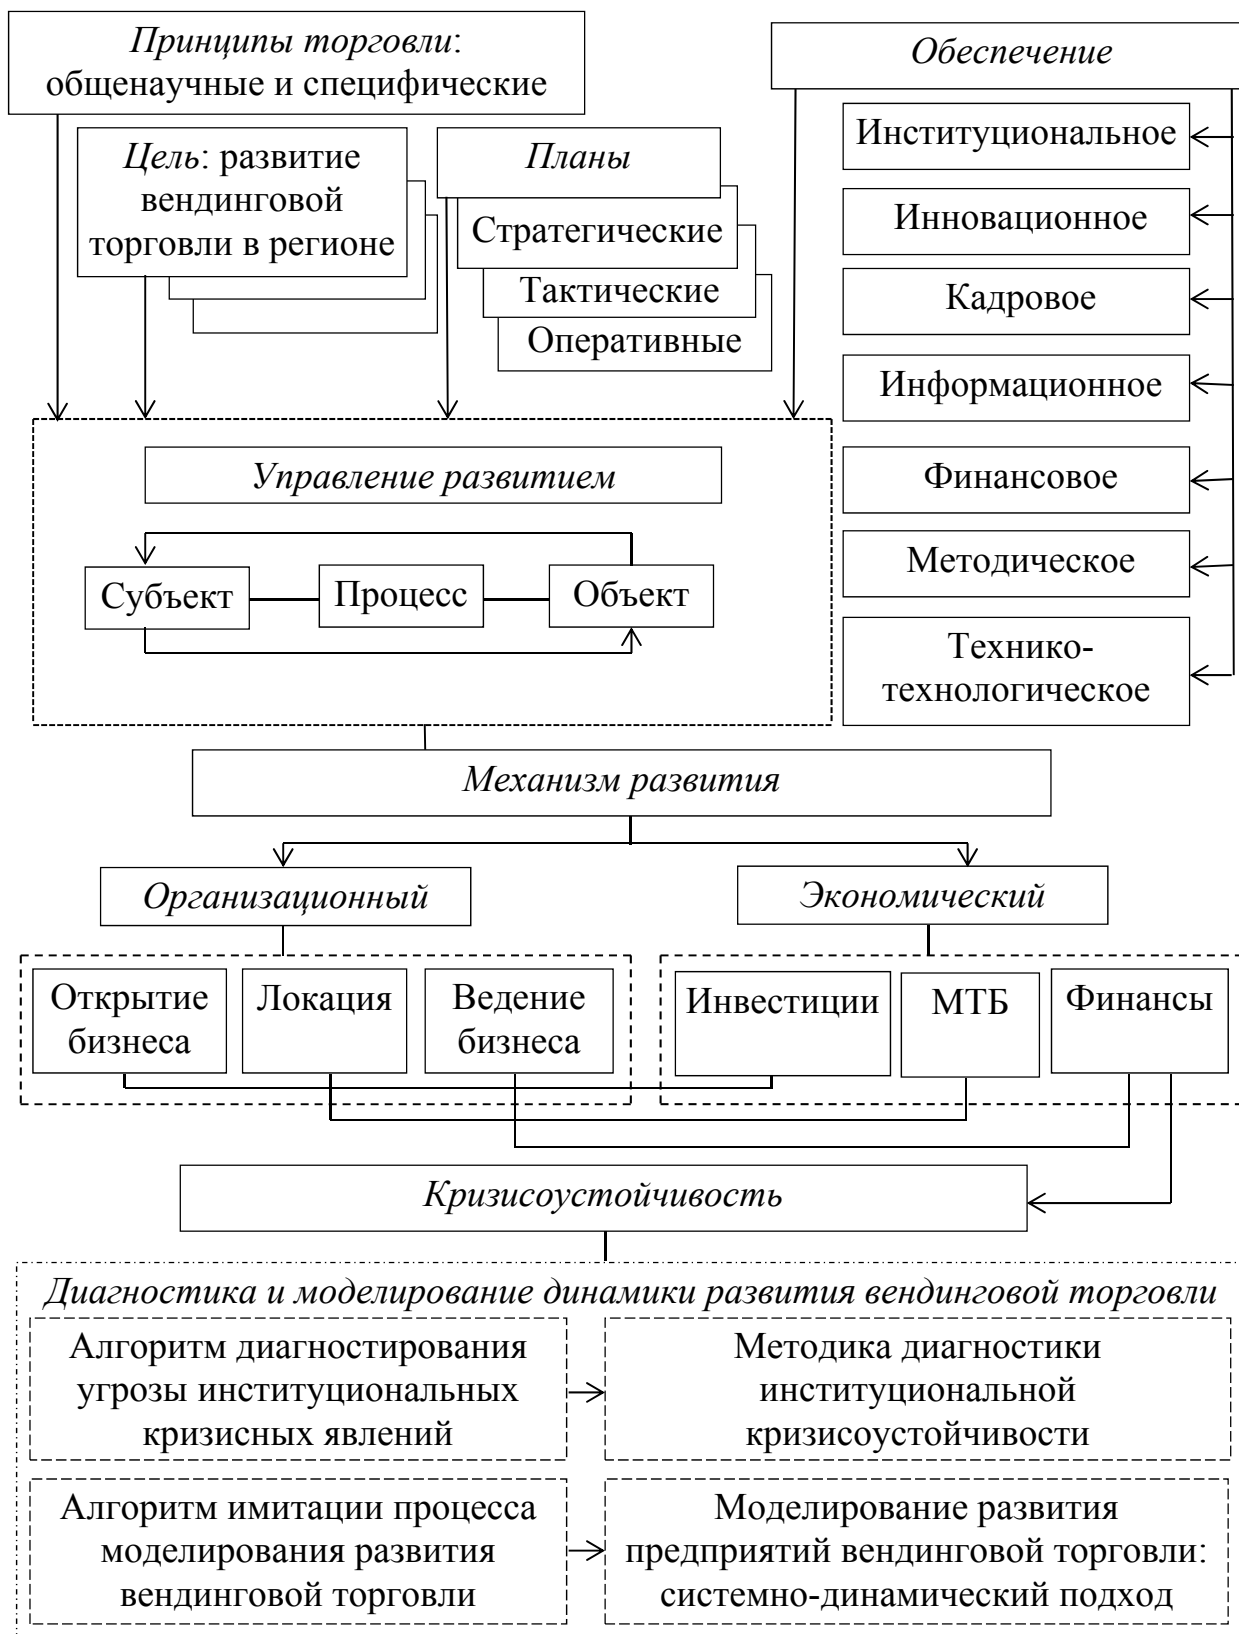 Принципы торговли:
общенаучные и специфические
Обеспечение
Цель: развитие
вендинговой
торговли в регионе
Планы
Стратегические
Тактические
Оперативные
Институциональное
Инновационное
Кадровое
Информационное
Финансовое
Методическое
Технико-
технологическое
Управление развитием
Субъект
Процесс
Объект
Механизм развития
Организационный
Экономический
Открытие
бизнеса
Локация
Ведение
бизнеса
Инвестиции
МТБ
Финансы
Кризисоустойчивость
Диагностика и моделирование динамики развития вендинговой торговли
Алгоритм диагностирования
угрозы институциональных
кризисных явлений
Методика диагностики
институциональной
кризисоустойчивости
Алгоритм имитации процесса
моделирования развития
вендинговой торговли
Моделирование развития
предприятий вендинговой торговли:
системно-динамический подход